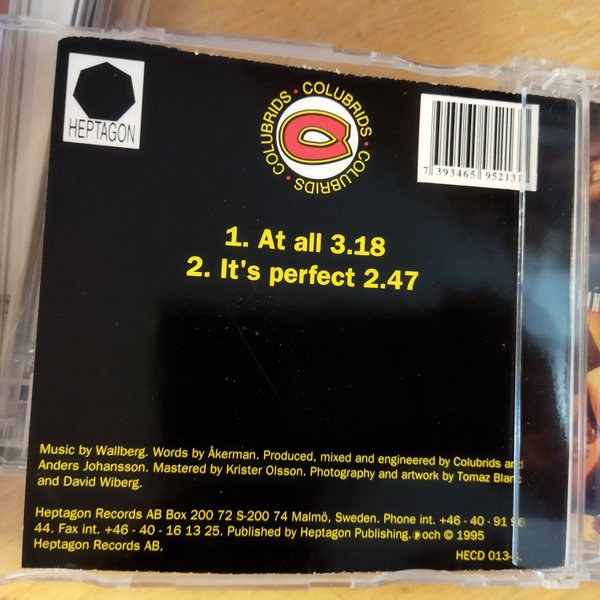 HEPTAGON
COLUBRIDS • COLUBRIDS • COLUBRIDS •
7 393465 952131
1. At all 3.18
2. It's perfect 2.47
Music by Wallberg. Words by Åkerman. Produced, mixed and engineered by Colubrids and
Anders Johansson. Mastered by Krister Olsson. Photography and artwork by Tomaz Blanc
and David Wiberg.
Heptagon Records AB Box 200 72 S-200 74 Malmö, Sweden. Phone int. +46 - 40 - 91 96
44. Fax int. +46 - 40 - 16 13 25. Published by Heptagon Publishing. ℗ och © 1995
Heptagon Records AB.
HECD 013-